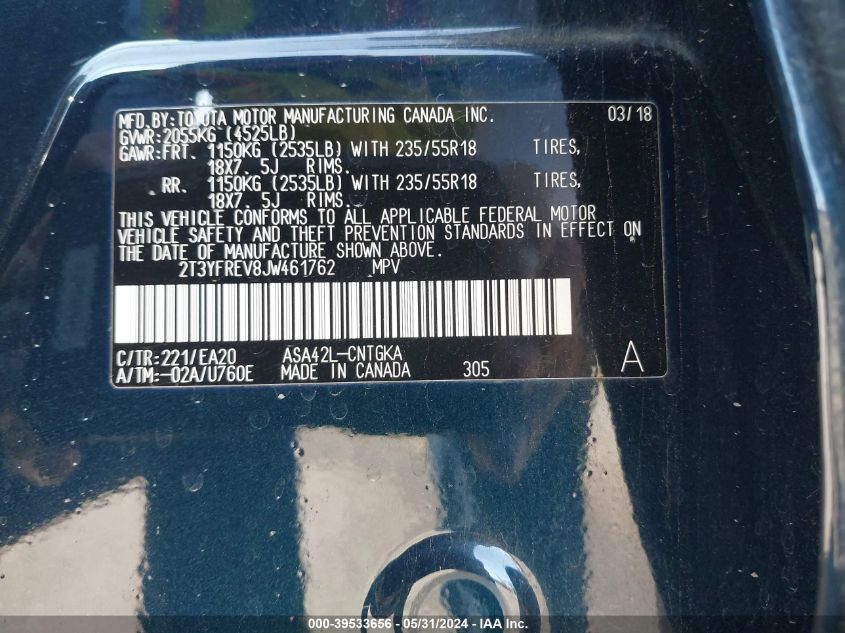 MFD.BY:TOYOTA MOTOR MANUFACTURING CANADA INC. 03/18
GVWR:2055KG (4525LB)
GAWR:FRT. 1150KG (2535LB) WITH 235/55R18 TIRES,
18X7. 5J RIMS.
RR. 1150KG (2535LB) WITH 235/55R18 TIRES,
18X7. 5J RIMS.
THIS VEHICLE CONFORMS TO ALL APPLICABLE FEDERAL MOTOR
VEHICLE SAFETY AND THEFT PREVENTION STANDARDS IN EFFECT ON
THE DATE OF MANUFACTURE SHOWN ABOVE.
2T3YFREV8JW461762 MPV
C/TR:221/EA20 ASA42L-CNTGKA
A/TM:-02A/U760E MADE IN CANADA 305 A
000-39533656 - 05/31/2024 - IAA Inc.